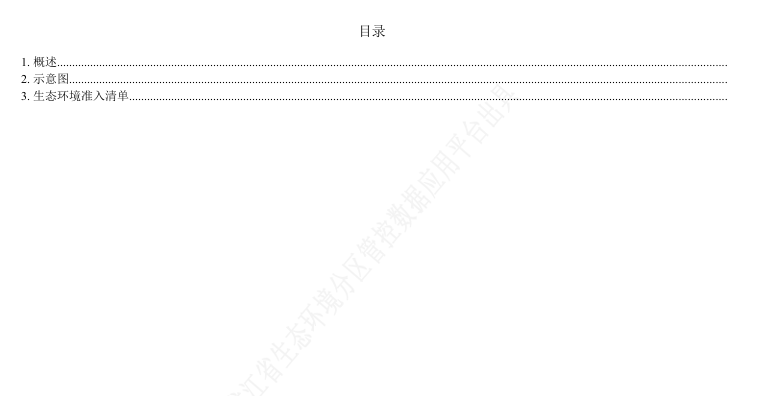 目录
1. 概述
2. 示意图
3. 生态环境准入清单
江省生态环境分区管控数据应用平台出具